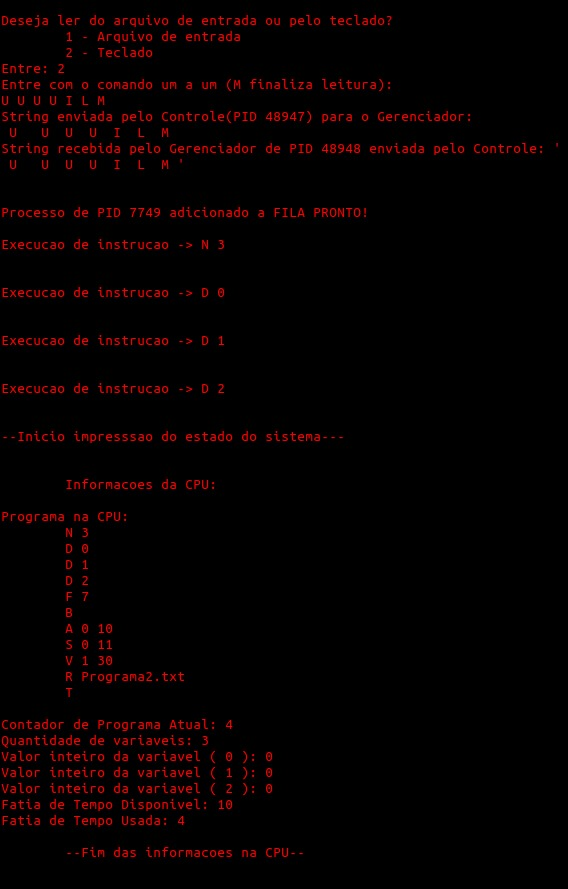 Deseja ler do arquivo de entrada ou pelo teclado?
1 - Arquivo de entrada
2 - Teclado
Entre: 2
Entre com o comando um a um (M finaliza leitura):
U U U U I L M
String enviada pelo Controle(PID 48947) para o Gerenciador:
U U U U I L M
String recebida pelo Gerenciador de PID 48948 enviada pelo Controle: '
U U U U I L M '
Processo de PID 7749 adicionado a FILA PRONTO!
Execucao de instrucao -> N 3
Execucao de instrucao -> D 0
Execucao de instrucao -> D 1
Execucao de instrucao -> D 2
--Inicio impresssao do estado do sistema---
Informacoes da CPU:
Programa na CPU:
N 3
D 0
D 1
D 2
F 7
B
A 0 10
S 0 11
V 1 30
R Programa2.txt
T
Contador de Programa Atual: 4
Quantidade de variaveis: 3
Valor inteiro da variavel ( 0 ): 0
Valor inteiro da variavel ( 1 ): 0
Valor inteiro da variavel ( 2 ): 0
Fatia de Tempo Disponivel: 10
Fatia de Tempo Usada: 4
--Fim das informacoes na CPU--